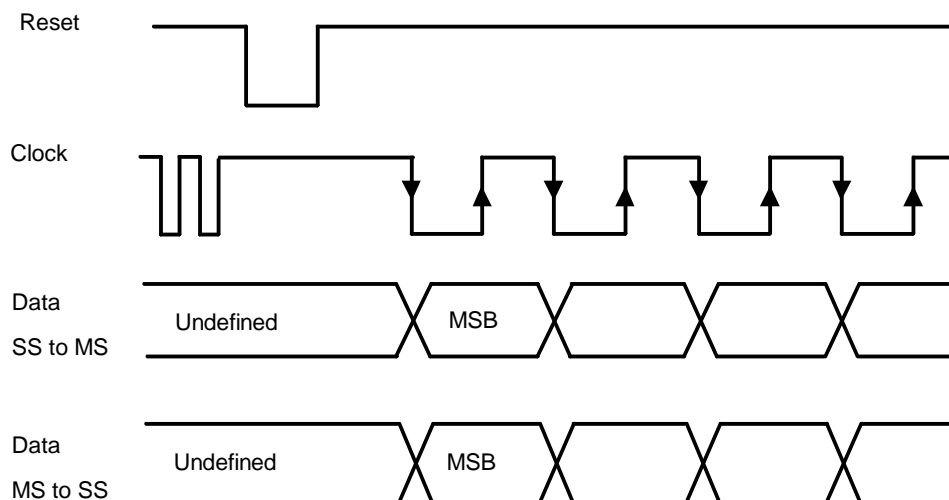 Reset
Clock
Data
SS to MS
Undefined
MSB
Data
MS to SS
Undefined
MSB